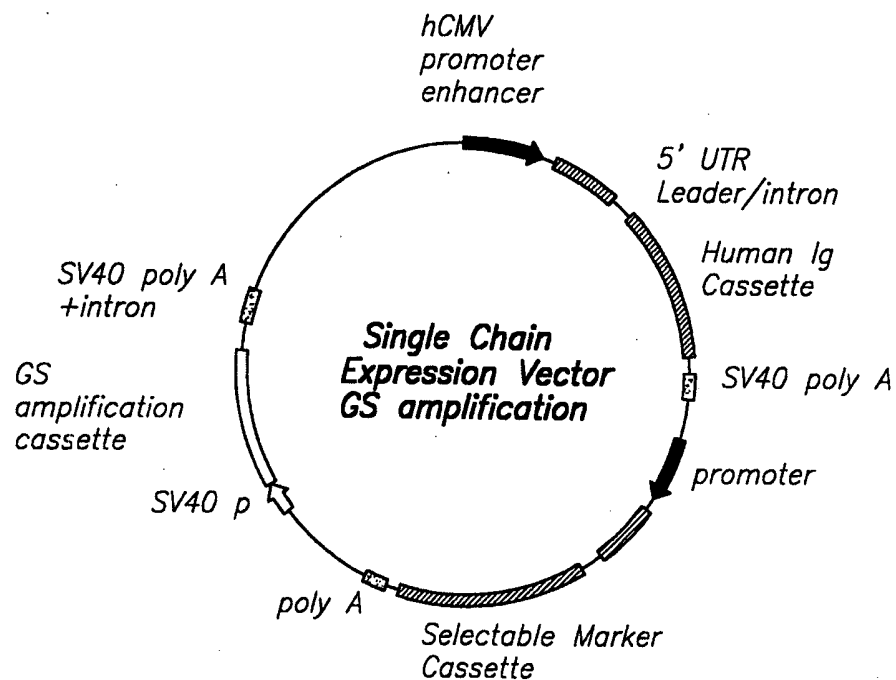 hCMV
promoter
enhancer
5' UTR
Leader/intron
Human Ig
Cassette
SV40 poly A
+intron
Single Chain
Expression Vector
GS amplification
SV40 poly A
GS
amplification
cassette
promoter
SV40 p
poly A
Selectable Marker
Cassette